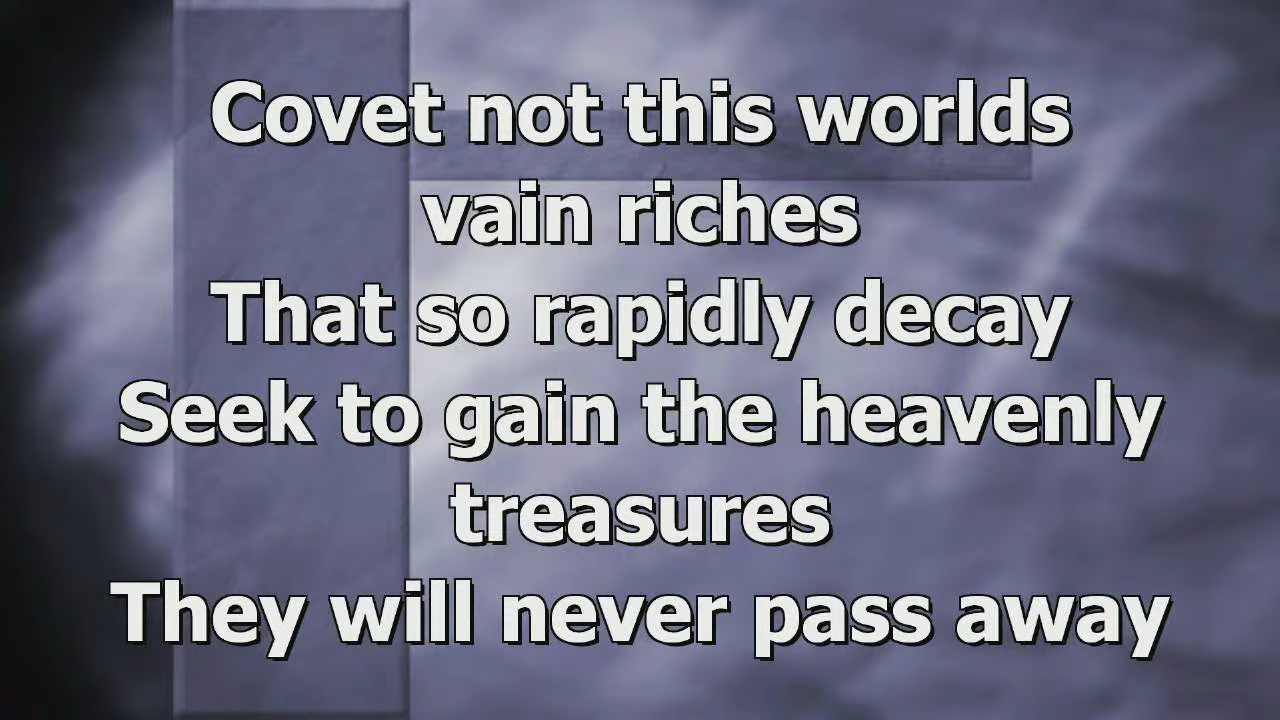 Covet not this worlds
vain riches
That so rapidly decay
Seek to gain the heavenly
treasures
They will never pass away